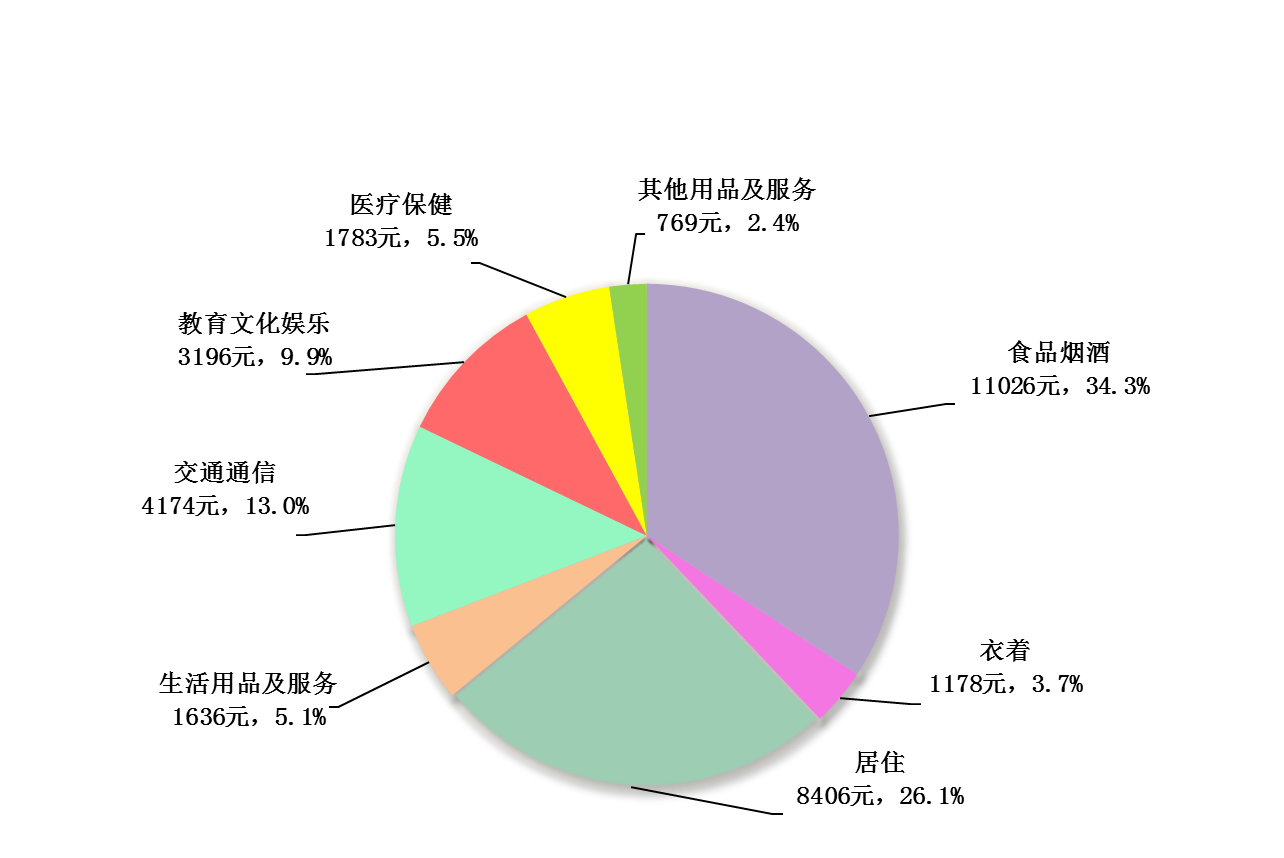 其他用品及服务
769元，2.4%
医疗保健
1783元，5.5%
教育文化娱乐
3196元，9.9%
食品烟酒
11026元，34.3%
交通通信
4174元，13.0%
衣着
1178元，3.7%
生活用品及服务
1636元，5.1%
居住
8406元，26.1%